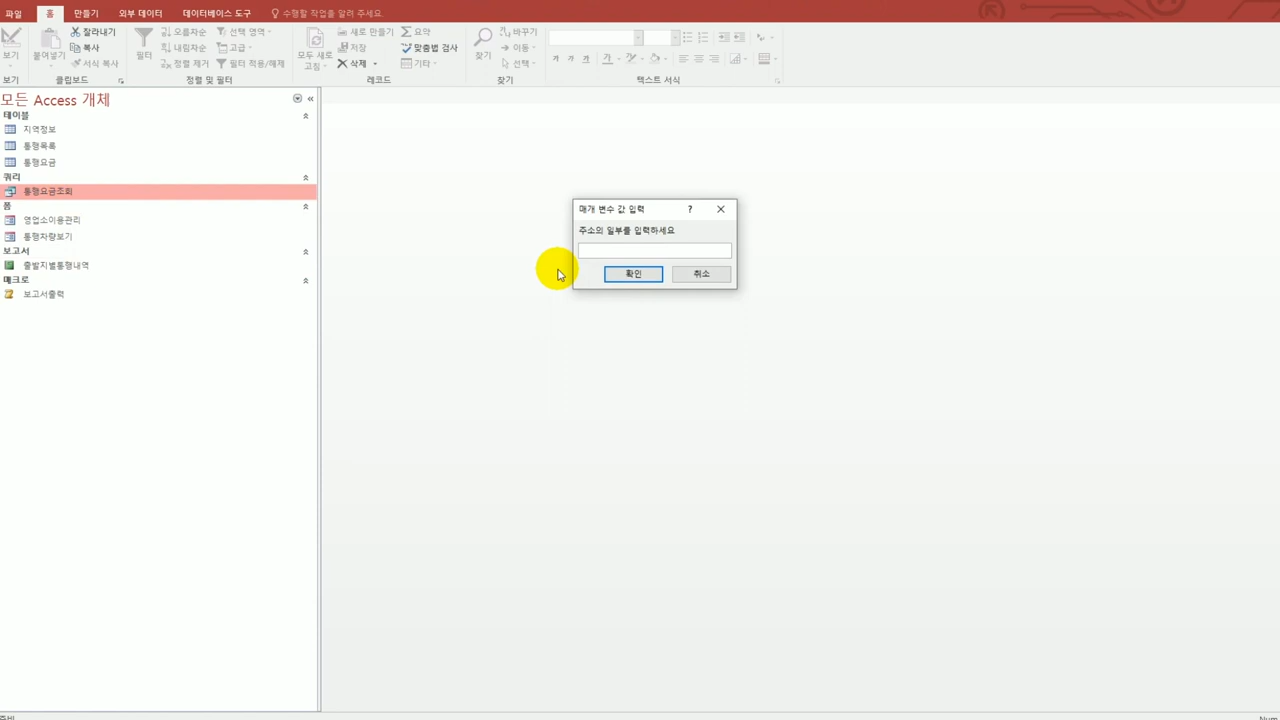 파일 홈 만들기 외부 데이터 데이터베이스 도구 수행할 작업을 알려 주세요.
잘라내기 오름차순 선택 영역 새로 만들기 요약 바꾸기
보기 붙여넣기 복사 필터 내림차순 고급 모두 새로 고침 저장 맞춤법 검사 찾기 이동
서식 복사 정렬 제거 필터 적용/해제 삭제 기타 선택
가 가 가 가
보기 클립보드 정렬 및 필터 레코드 찾기 텍스트 서식
모든 Access 개체
테이블
지역정보
통행목록
통행요금
쿼리
통행요금조회
폼
영업소이용관리
통행차량보기
보고서
출발지별통행내역
매크로
보고서출력
매개 변수 값 입력 ?
주소의 일부를 입력하세요
확인 취소
준비